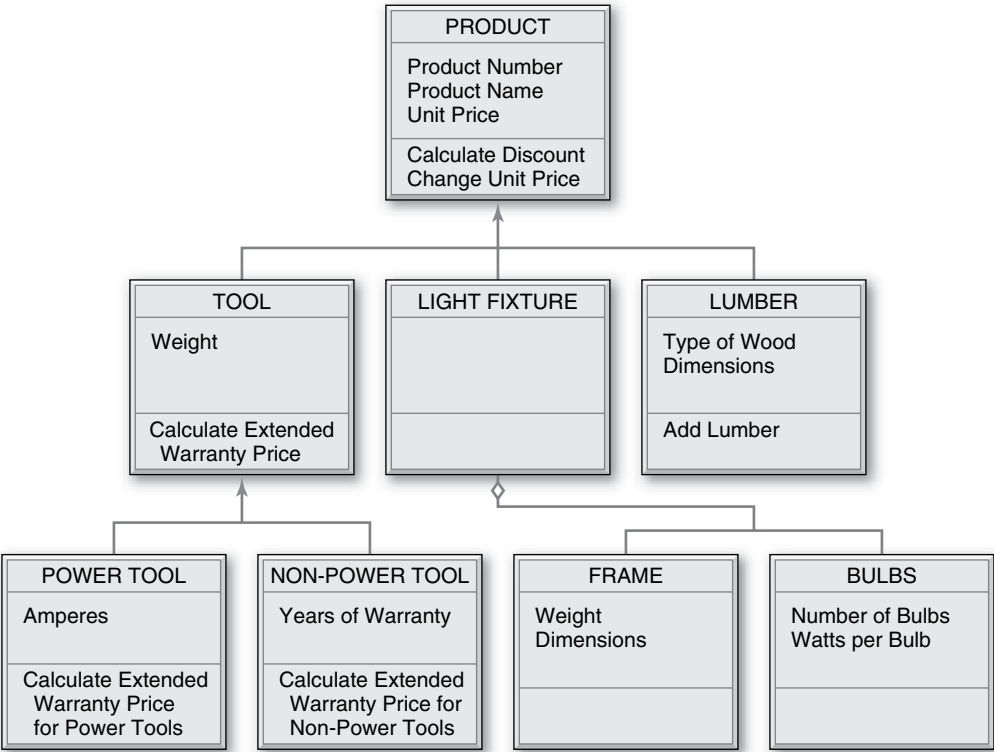 PRODUCT
Product Number
Product Name
Unit Price
Calculate Discount
Change Unit Price
TOOL
Weight
Calculate Extended
Warranty Price
LIGHT FIXTURE
LUMBER
Type of Wood
Dimensions
Add Lumber
POWER TOOL
Amperes
Calculate Extended
Warranty Price
for Power Tools
NON-POWER TOOL
Years of Warranty
Calculate Extended
Warranty Price for
Non-Power Tools
FRAME
Weight
Dimensions
BULBS
Number of Bulbs
Watts per Bulb